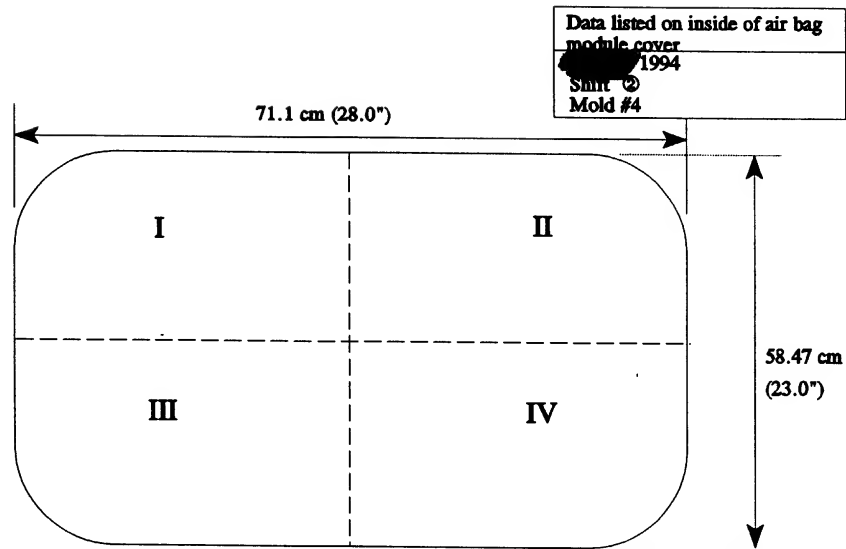 Data listed on inside of air bag
module cover
1994
Shift ②
Mold #4
71.1 cm (28.0")
I
II
58.47 cm
(23.0")
III
IV